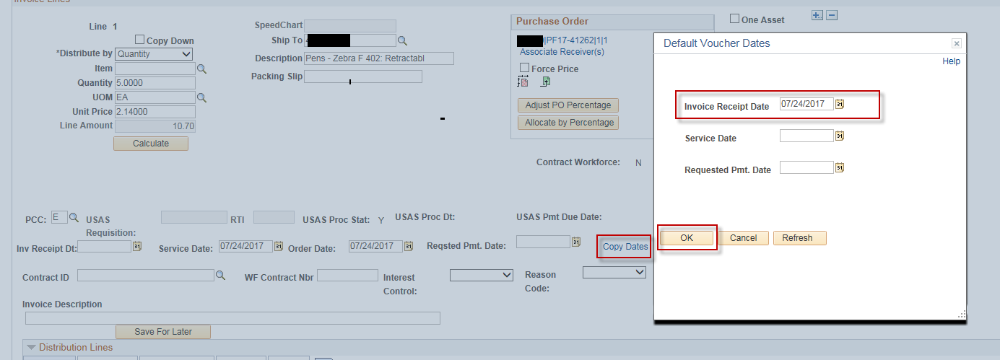 Invoice Lines
Line 1
Copy Down
*Distribute by Quantity
Item
Quantity 5.0000
UOM EA
Unit Price 2.14000
Line Amount 10.70
Calculate
SpeedChart
Ship To
Description Pens - Zebra F 402: Retractabl
Packing Slip
Purchase Order
|PF17-41262|1|1
Associate Receiver(s)
Force Price
Adjust PO Percentage
Allocate by Percentage
One Asset
Contract Workforce: N
PCC: E
USAS Requisition:
RTI
USAS Proc Stat: Y
USAS Proc Dt:
USAS Pmt Due Date:
Inv Receipt Dt:
Service Date: 07/24/2017
Order Date: 07/24/2017
Reqsted Pmt. Date:
Copy Dates
Contract ID
WF Contract Nbr
Interest Control:
Reason Code:
Invoice Description
Save For Later
Distribution Lines
Default Voucher Dates
Help
Invoice Receipt Date 07/24/2017
Service Date
Requested Pmt. Date
OK
Cancel
Refresh